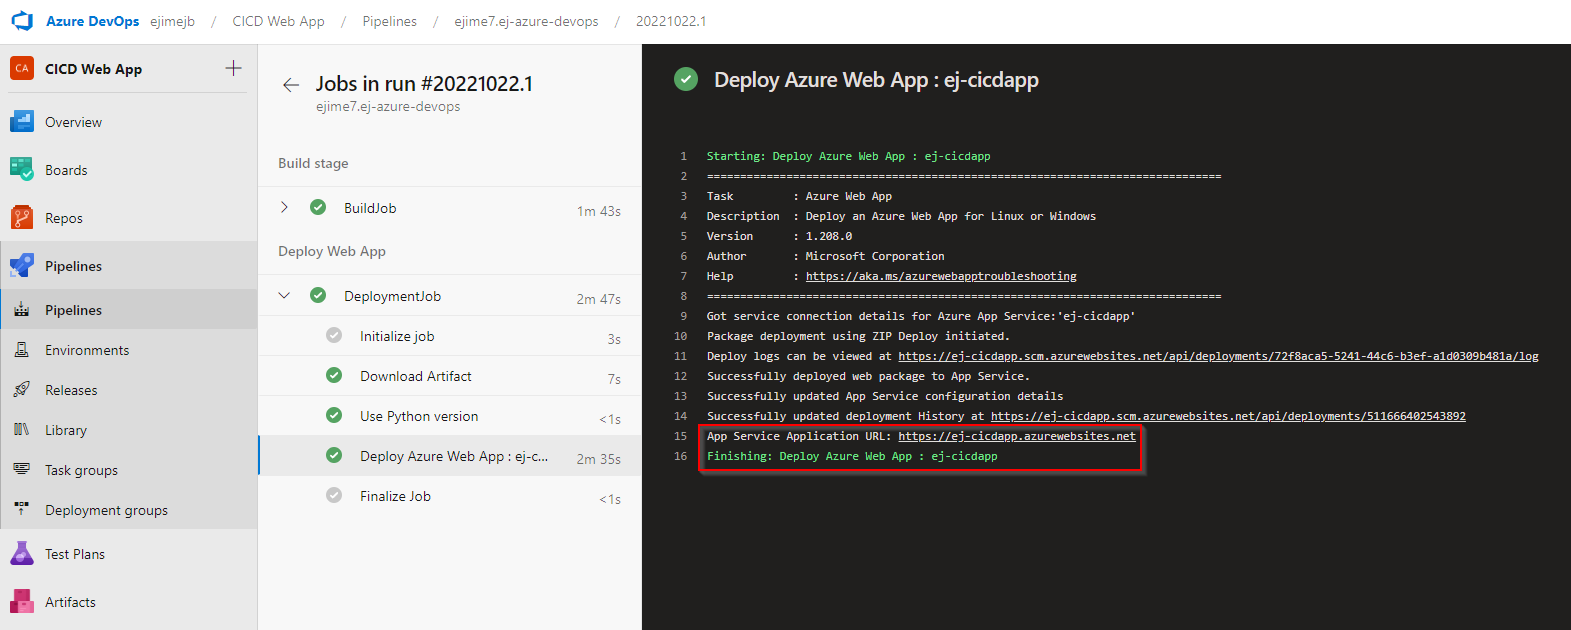 Azure DevOps ejimejb / CICD Web App / Pipelines / ejime7.ej-azure-devops / 20221022.1
CA CICD Web App
Overview
Boards
Repos
Pipelines
Pipelines
Environments
Releases
Library
Task groups
Deployment groups
Test Plans
Artifacts
Jobs in run #20221022.1
ejime7.ej-azure-devops
Build stage
BuildJob 1m 43s
Deploy Web App
DeploymentJob 2m 47s
Initialize job 3s
Download Artifact 7s
Use Python version <1s
Deploy Azure Web App : ej-c... 2m 35s
Finalize Job <1s
Deploy Azure Web App : ej-cicdapp
1 Starting: Deploy Azure Web App : ej-cicdapp
2 ==============================================================================
3 Task : Azure Web App
4 Description : Deploy an Azure Web App for Linux or Windows
5 Version : 1.208.0
6 Author : Microsoft Corporation
7 Help : https://aka.ms/azurewebapptroubleshooting
8 ==============================================================================
9 Got service connection details for Azure App Service:'ej-cicdapp'
10 Package deployment using ZIP Deploy initiated.
11 Deploy logs can be viewed at https://ej-cicdapp.scm.azurewebsites.net/api/deployments/72f8aca5-5241-44c6-b3ef-a1d0309b481a/log
12 Successfully deployed web package to App Service.
13 Successfully updated App Service configuration details
14 Successfully updated deployment History at https://ej-cicdapp.scm.azurewebsites.net/api/deployments/511666402543892
15 App Service Application URL: https://ej-cicdapp.azurewebsites.net
16 Finishing: Deploy Azure Web App : ej-cicdapp